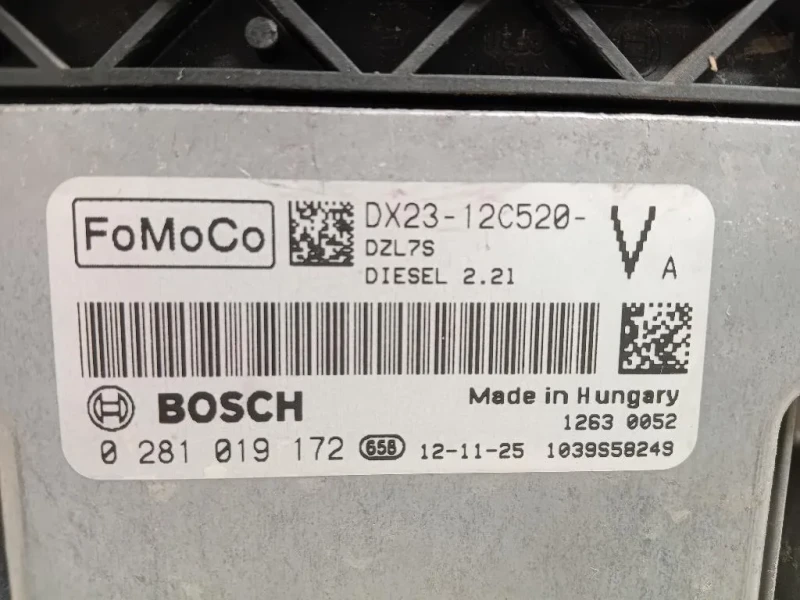 FoMoCo
DX23-12C520- V A
DZL7S
DIESEL 2.2l
BOSCH
Made in Hungary
1263 0052
0 281 019 172 658 12-11-25 1039S58249